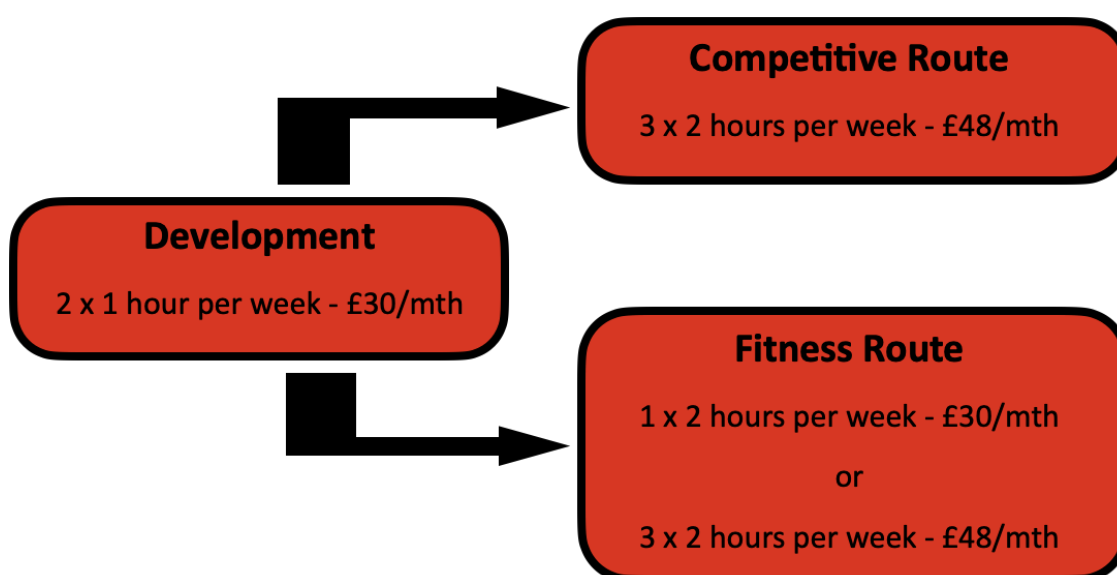 Competitive Route
3 x 2 hours per week - £48/mth
Development
2 x 1 hour per week - £30/mth
Fitness Route
1 x 2 hours per week - £30/mth
or
3 x 2 hours per week - £48/mth